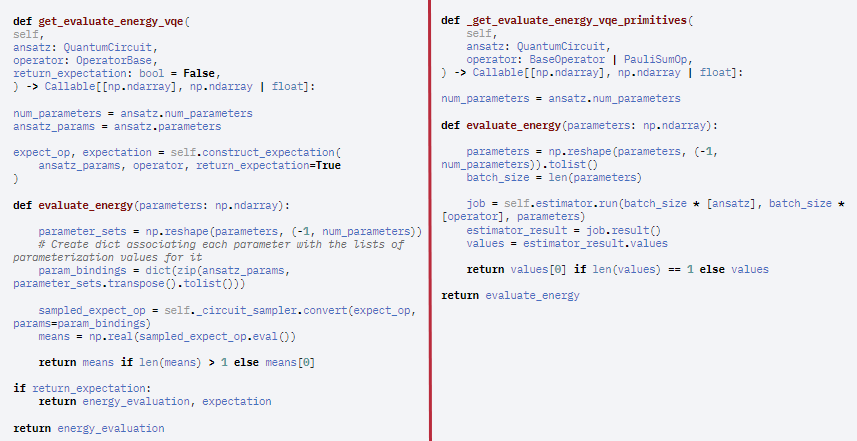 def get_evaluate_energy_vqe(
self,
ansatz: QuantumCircuit,
operator: OperatorBase,
return_expectation: bool = False,
) -> Callable[[np.ndarray], np.ndarray | float]:
num_parameters = ansatz.num_parameters
ansatz_params = ansatz.parameters
expect_op, expectation = self.construct_expectation(
ansatz_params, operator, return_expectation=True
)
def evaluate_energy(parameters: np.ndarray):
parameter_sets = np.reshape(parameters, (-1, num_parameters))
# Create dict associating each parameter with the lists of
parameterization values for it
param_bindings = dict(zip(ansatz_params,
parameter_sets.transpose().tolist()))
sampled_expect_op = self._circuit_sampler.convert(expect_op,
params=param_bindings)
means = np.real(sampled_expect_op.eval())
return means if len(means) > 1 else means[0]
if return_expectation:
return energy_evaluation, expectation
return energy_evaluation
def _get_evaluate_energy_vqe_primitives(
self,
ansatz: QuantumCircuit,
operator: BaseOperator | PauliSumOp,
) -> Callable[[np.ndarray], np.ndarray | float]:
num_parameters = ansatz.num_parameters
def evaluate_energy(parameters: np.ndarray):
parameters = np.reshape(parameters, (-1,
num_parameters)).tolist()
batch_size = len(parameters)
job = self.estimator.run(batch_size * [ansatz], batch_size *
[operator], parameters)
estimator_result = job.result()
values = estimator_result.values
return values[0] if len(values) == 1 else values
return evaluate_energy